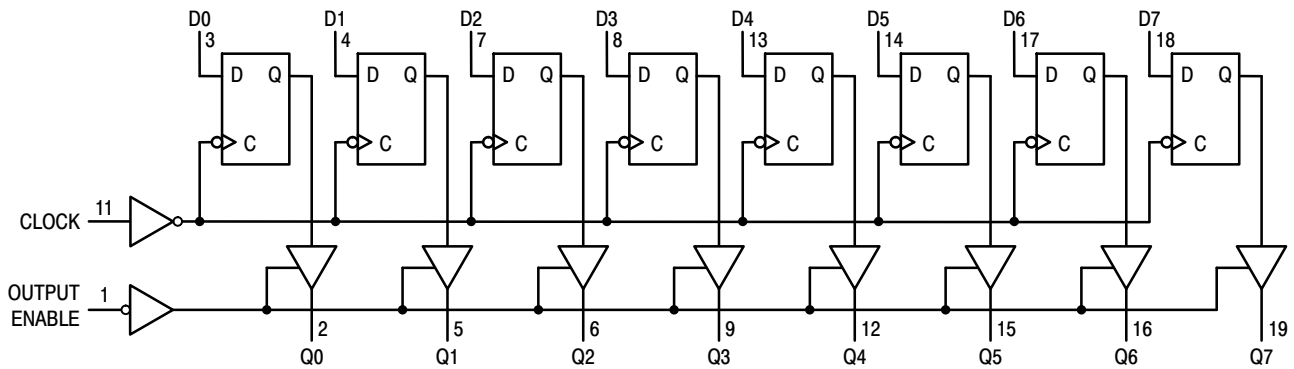 D0 D1 D2 D3 D4 D5 D6 D7
3 4 7 8 13 14 17 18
D Q D Q D Q D Q D Q D Q D Q D Q
C C C C C C C C
CLOCK 11
OUTPUT
ENABLE 1
2 5 6 9 12 15 16 19
Q0 Q1 Q2 Q3 Q4 Q5 Q6 Q7